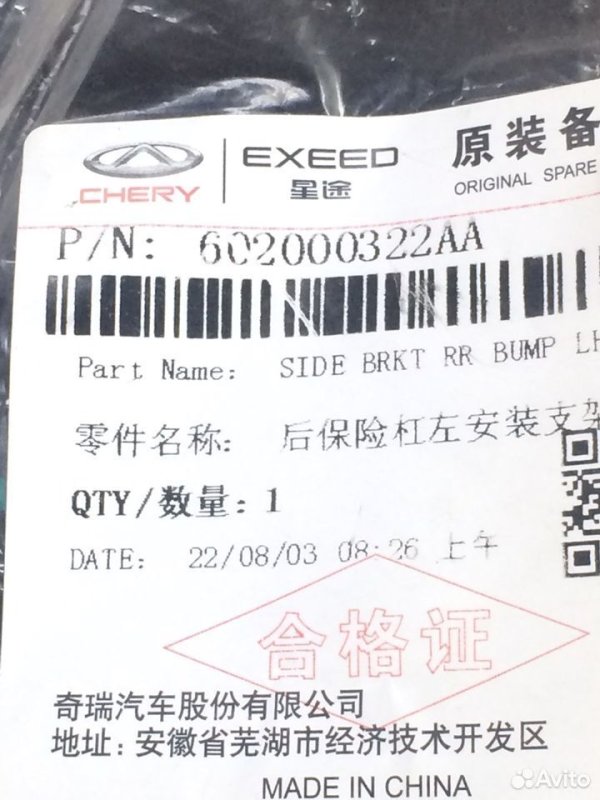 CHERY
EXEED
星途
原装备
ORIGINAL SPARE
P/N: 602000322AA
Part Name: SIDE BRKT RR BUMP LH
零件名称: 后保险杠左安装支架
QTY/数量: 1
DATE: 22/08/03 08:26 上午
合格证
奇瑞汽车股份有限公司
地址: 安徽省芜湖市经济技术开发区
MADE IN CHINA
Avito